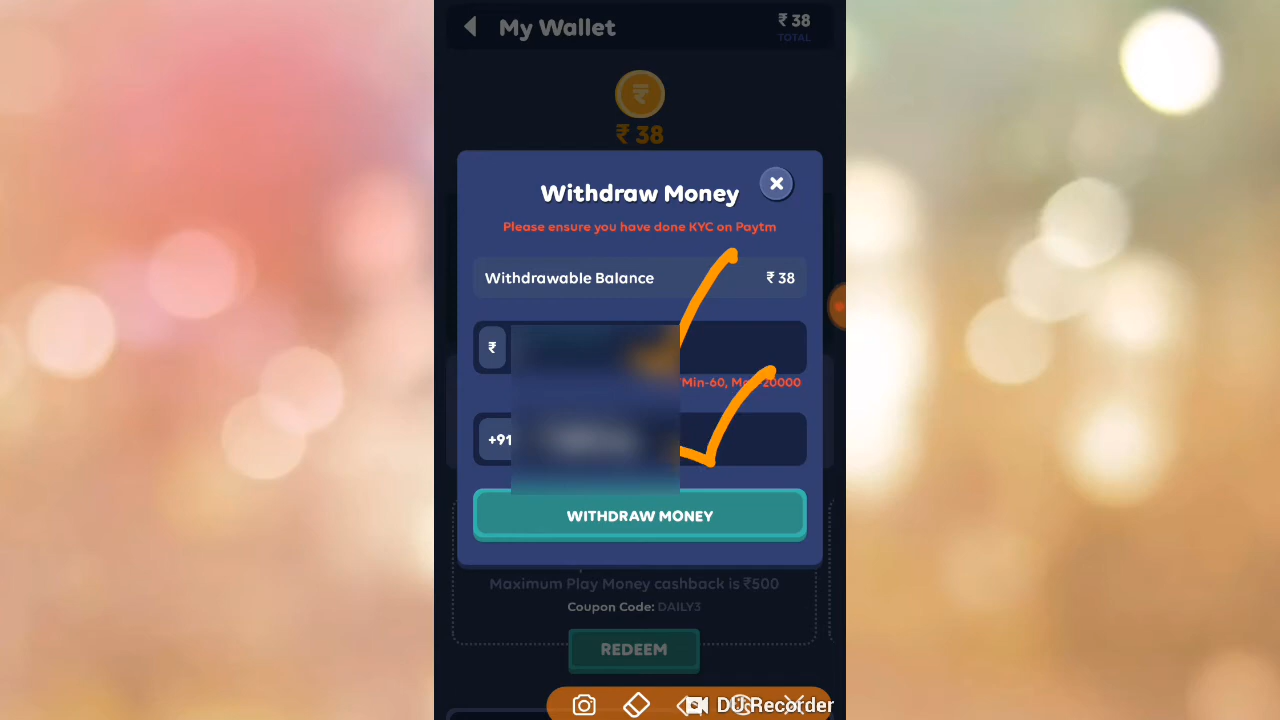 My Wallet
₹ 38
TOTAL
₹ 38
Withdraw Money
Please ensure you have done KYC on Paytm
Withdrawable Balance ₹ 38
₹
Min-60, 20000
+91
WITHDRAW MONEY
Maximum Play Money cashback is ₹500
Coupon Code: DAILY3
REDEEM
DU Recorder